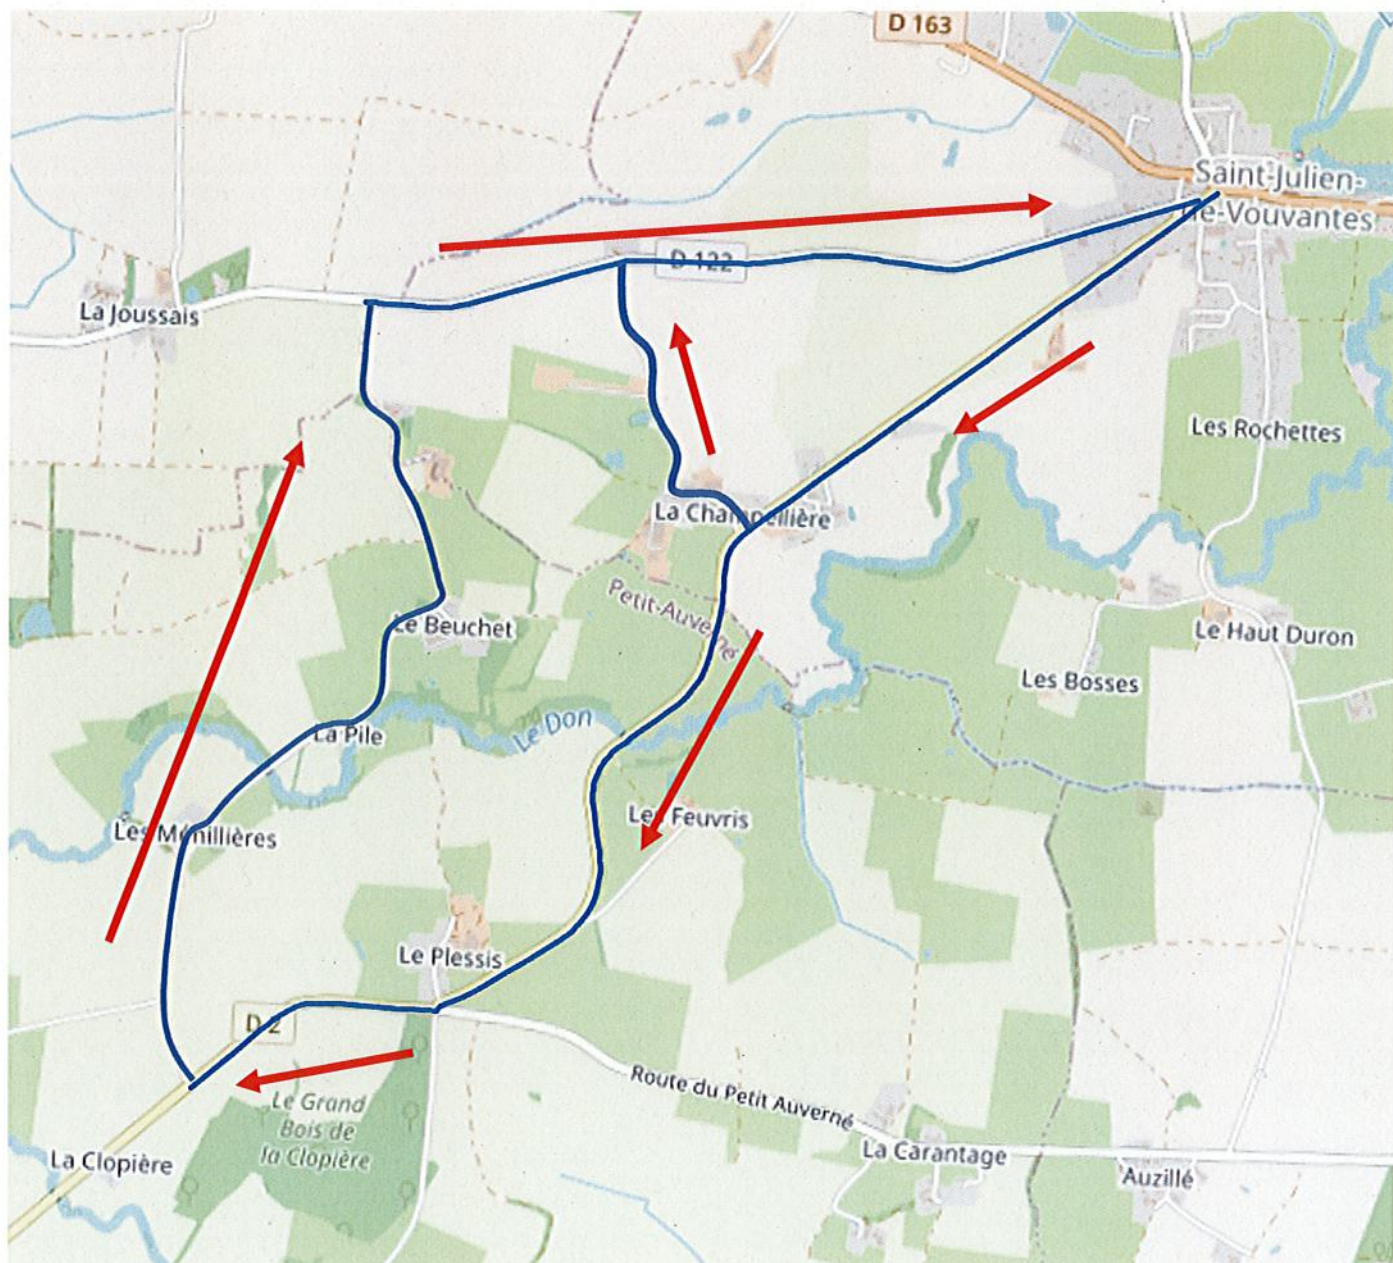 D 163
Saint-Julien-
de-Vouvantes
D 122
La Joussais
Les Rochettes
La Champellière
Petit-Auverné
Le Beuchet
Le Haut Duron
Les Bosses
La Pile
Le Don
Les Ménillières
Les Feuvris
Le Plessis
D 2
Route du Petit Auverné
Le Grand
Bois de
la Clopière
La Clopière
La Carantage
Auzillé